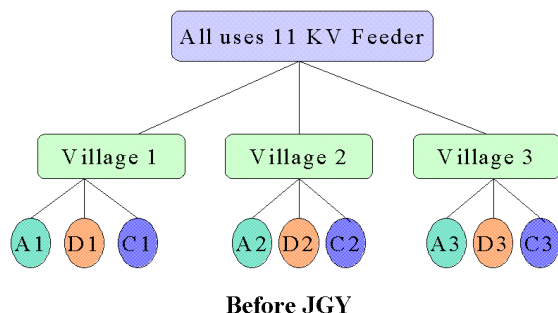 All uses 11 KV Feeder
Village 1 Village 2 Village 3
A1 D1 C1 A2 D2 C2 A3 D3 C3
Before JGY